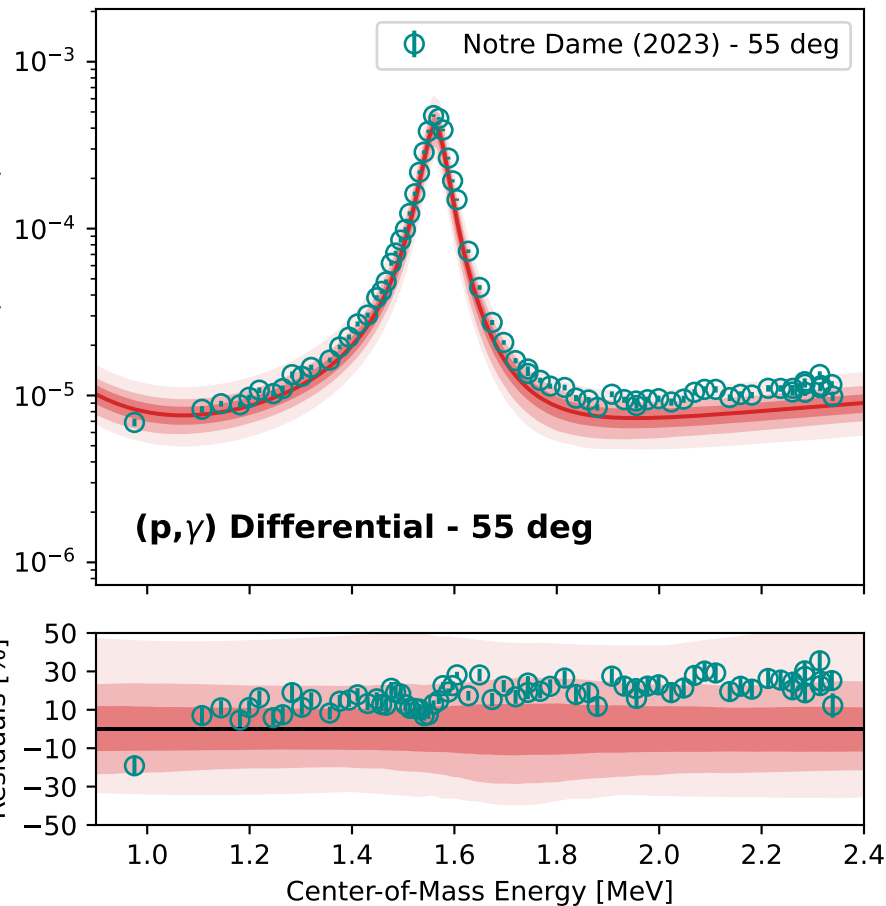 Notre Dame (2023) - 55 deg
10⁻³
10⁻⁴
10⁻⁵
10⁻⁶
(p,γ) Differential - 55 deg
50
30
10
−10
−30
−50
1.0 1.2 1.4 1.6 1.8 2.0 2.2 2.4
Center-of-Mass Energy [MeV]